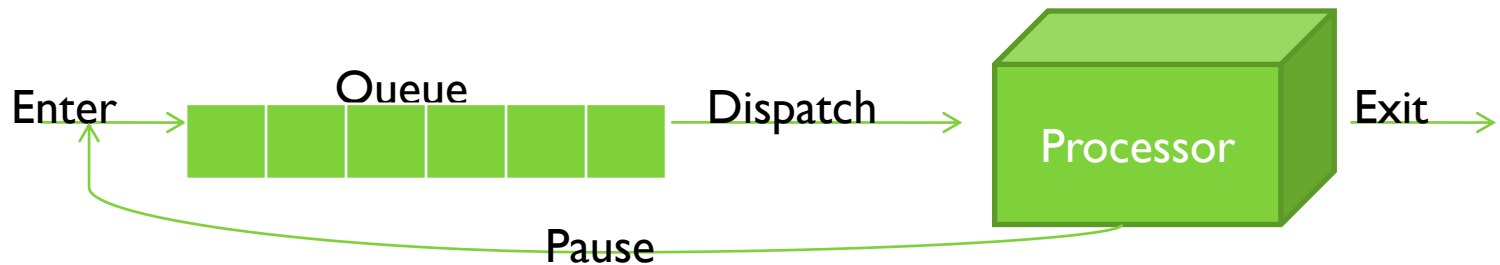 Enter
Queue
Dispatch
Processor
Exit
Pause